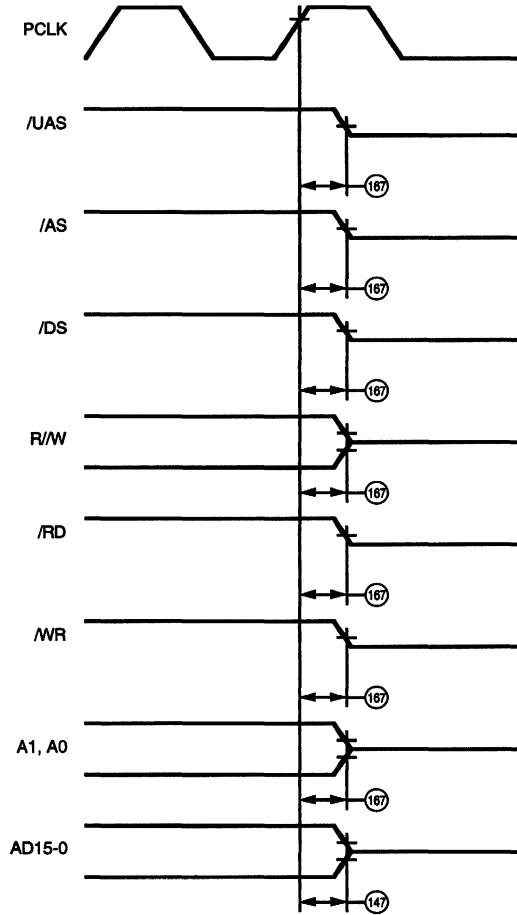 PCLK
/UAS
167
/AS
167
/DS
167
R//W
167
/RD
167
/WR
167
A1, A0
167
AD15-0
147